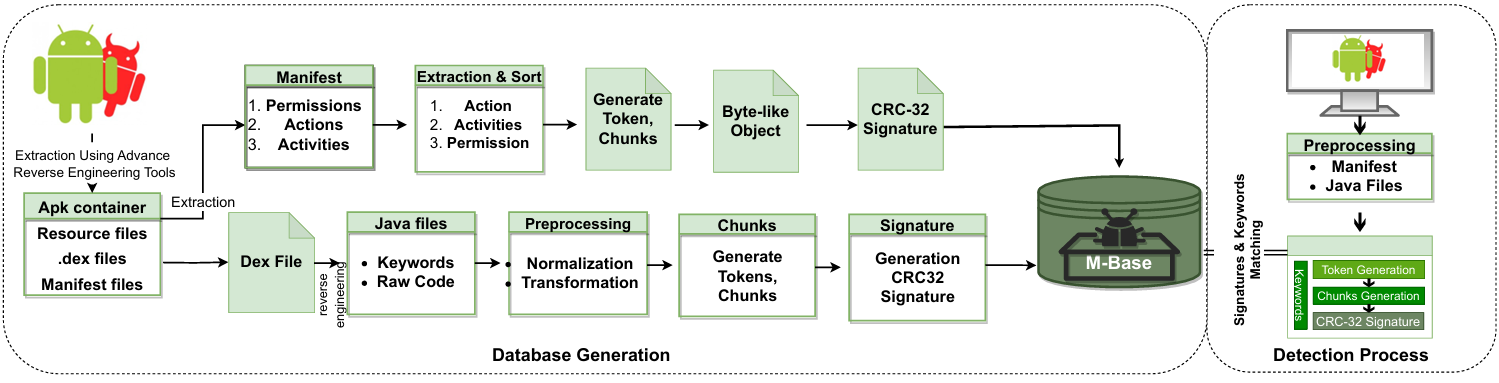 Extraction Using Advance
Reverse Engineering Tools
Apk container
Resource files
.dex files
Manifest files
Extraction
Manifest
1. Permissions
2. Actions
3. Activities
Extraction & Sort
1. Action
2. Activities
3. Permission
Generate
Token,
Chunks
Byte-like
Object
CRC-32
Signature
Dex File
reverse
engineering
Java files
• Keywords
• Raw Code
Preprocessing
• Normalization
• Transformation
Chunks
Generate
Tokens,
Chunks
Signature
Generation
CRC32
Signature
M-Base
Database Generation
Signatures & Keywords
Matching
Preprocessing
• Manifest
• Java Files
Keywords
Token Generation
Chunks Generation
CRC-32 Signature
Detection Process